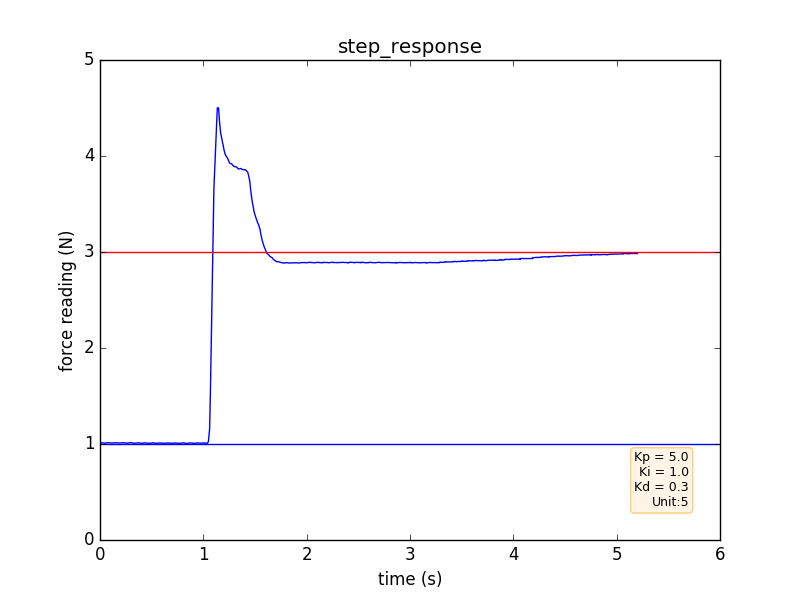 step_response
5
4
3
2
1
0
force reading (N)
Kp = 5.0
Ki = 1.0
Kd = 0.3
Unit:5
0 1 2 3 4 5 6
time (s)